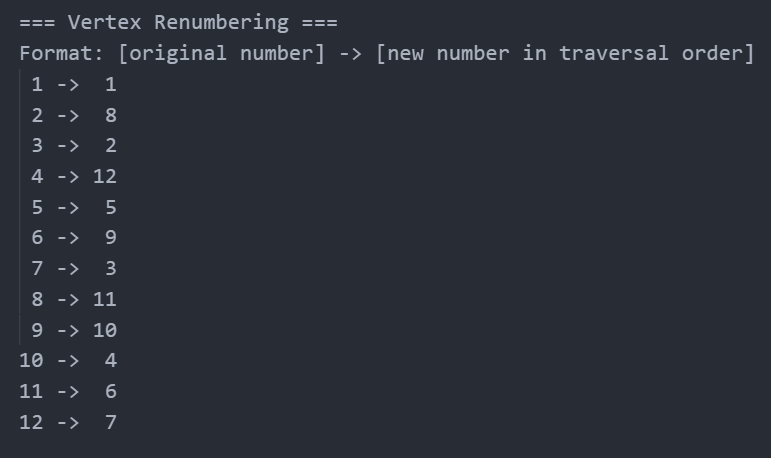 === Vertex Renumbering ===
Format: [original number] -> [new number in traversal order]
 1 ->  1
 2 ->  8
 3 ->  2
 4 -> 12
 5 ->  5
 6 ->  9
 7 ->  3
 8 -> 11
 9 -> 10
10 ->  4
11 ->  6
12 ->  7